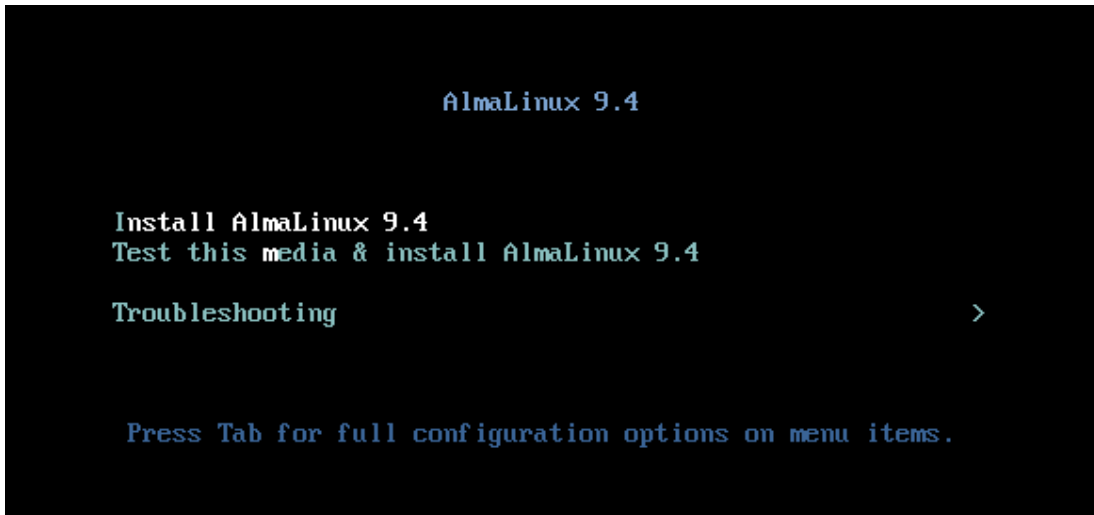 AlmaLinux 9.4
Install AlmaLinux 9.4
Test this media & install AlmaLinux 9.4
Troubleshooting >
Press Tab for full configuration options on menu items.